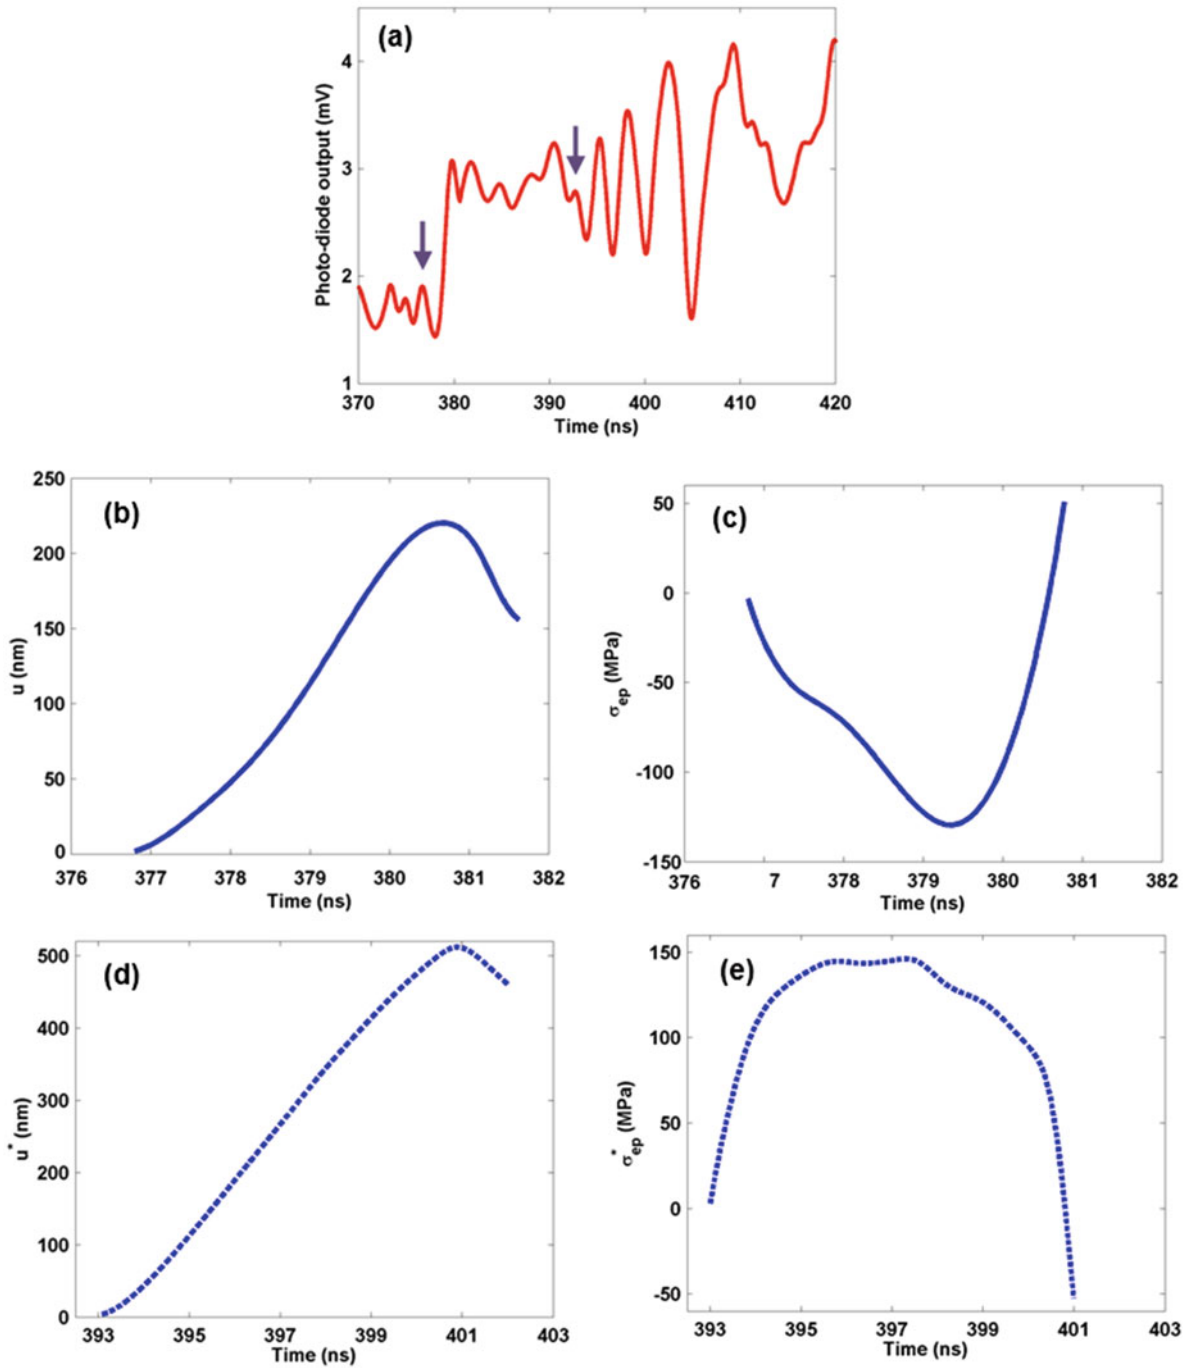 (a)
Photo-diode output (mV)
4
3
2
1
370 380 390 400 410 420
Time (ns)
(b)
u (nm)
250
200
150
100
50
0
376 377 378 379 380 381 382
Time (ns)
(c)
σep (MPa)
50
0
-50
-100
-150
376 7 378 379 380 381 382
Time (ns)
(d)
u* (nm)
500
400
300
200
100
0
393 395 397 399 401 403
Time (ns)
(e)
σ*ep (MPa)
150
100
50
0
-50
393 395 397 399 401 403
Time (ns)